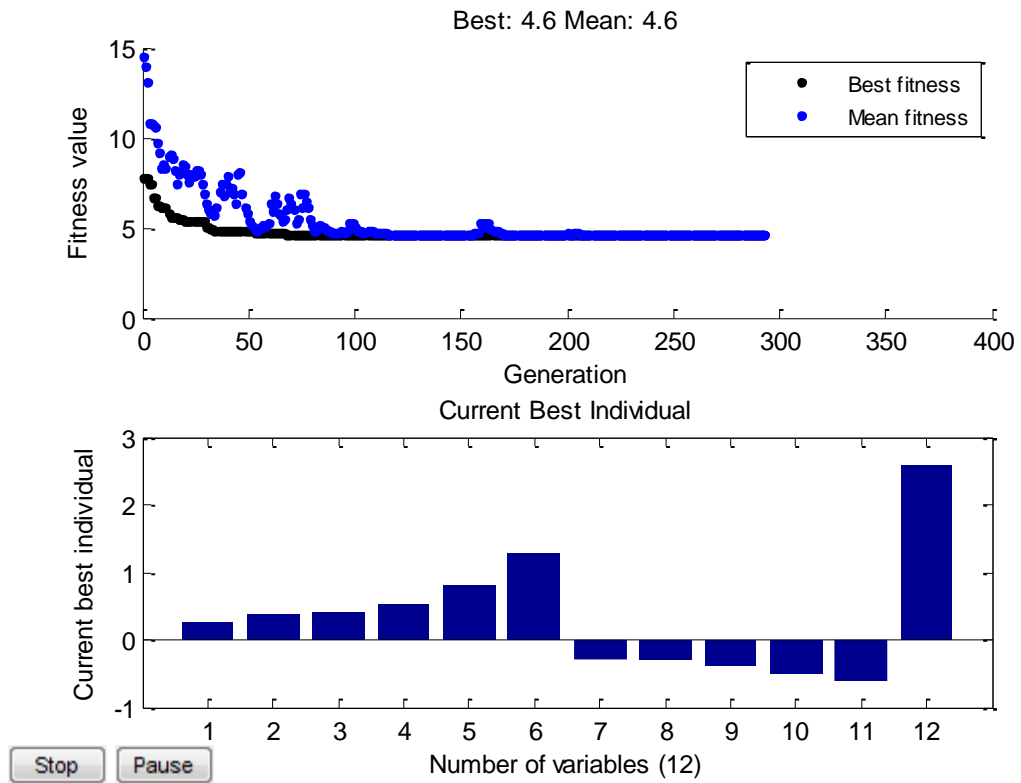 Best: 4.6 Mean: 4.6
15
10
5
0
Fitness value
Best fitness
Mean fitness
0 50 100 150 200 250 300 350 400
Generation
Current Best Individual
3
2
1
0
-1
Current best individual
1 2 3 4 5 6 7 8 9 10 11 12
Number of variables (12)
Stop Pause